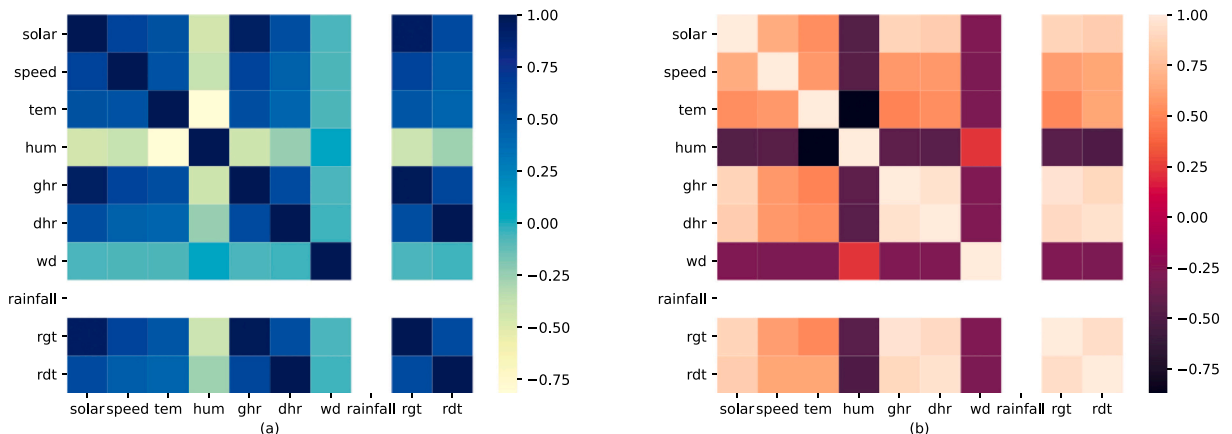 solar
speed
tem
hum
ghr
dhr
wd
rainfall
rgt
rdt
solar speed tem hum ghr dhr wd rainfall rgt rdt
(a)
1.00
0.75
0.50
0.25
0.00
−0.25
−0.50
−0.75
solar
speed
tem
hum
ghr
dhr
wd
rainfall
rgt
rdt
solar speed tem hum ghr dhr wd rainfall rgt rdt
(b)
1.00
0.75
0.50
0.25
0.00
−0.25
−0.50
−0.75